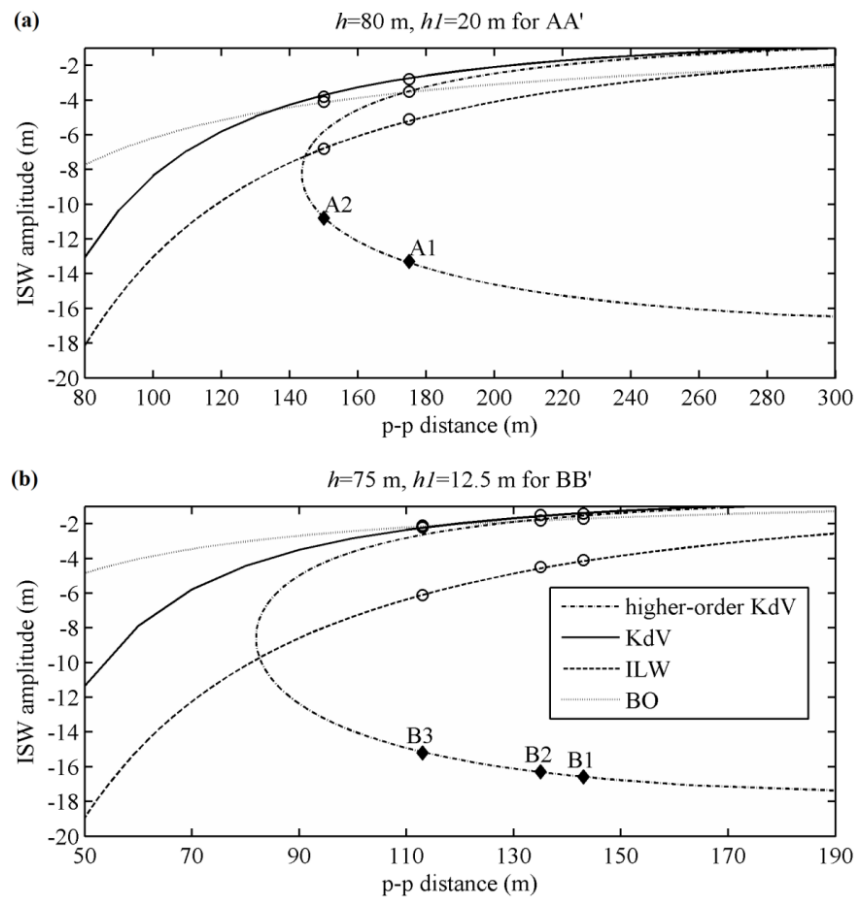 (a)
h=80 m, h1=20 m for AA'
ISW amplitude (m)
-2
-4
-6
-8
-10
-12
-14
-16
-18
-20
A2
A1
80 100 120 140 160 180 200 220 240 260 280 300
p-p distance (m)
(b)
h=75 m, h1=12.5 m for BB'
ISW amplitude (m)
-2
-4
-6
-8
-10
-12
-14
-16
-18
-20
higher-order KdV
KdV
ILW
BO
B3
B2
B1
50 70 90 110 130 150 170 190
p-p distance (m)